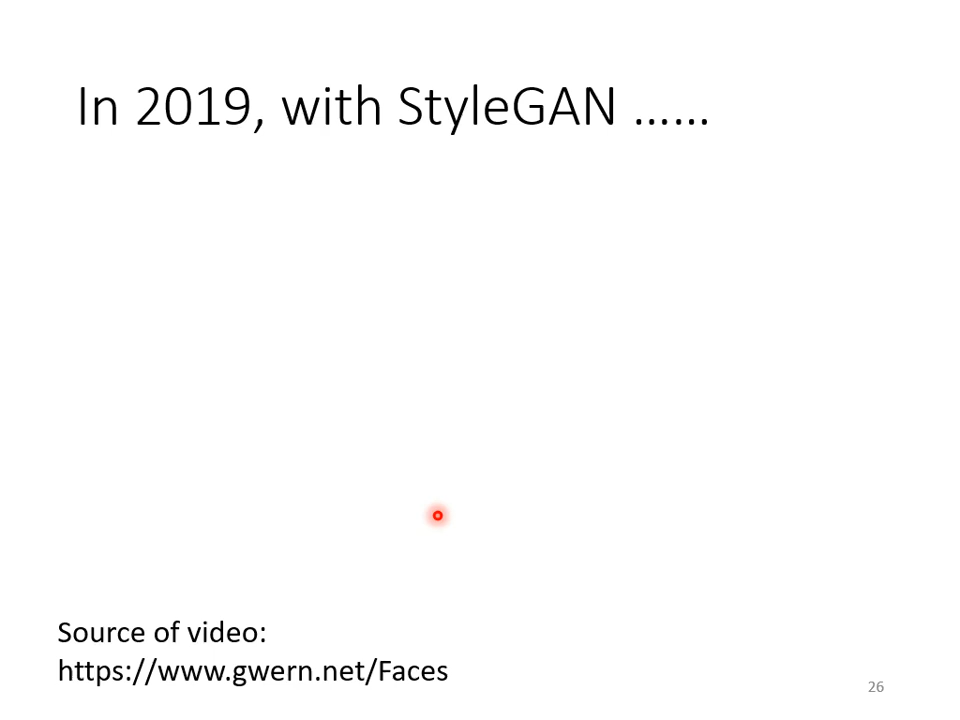 In 2019, with StyleGAN ......
Source of video:
https://www.gwern.net/Faces
26